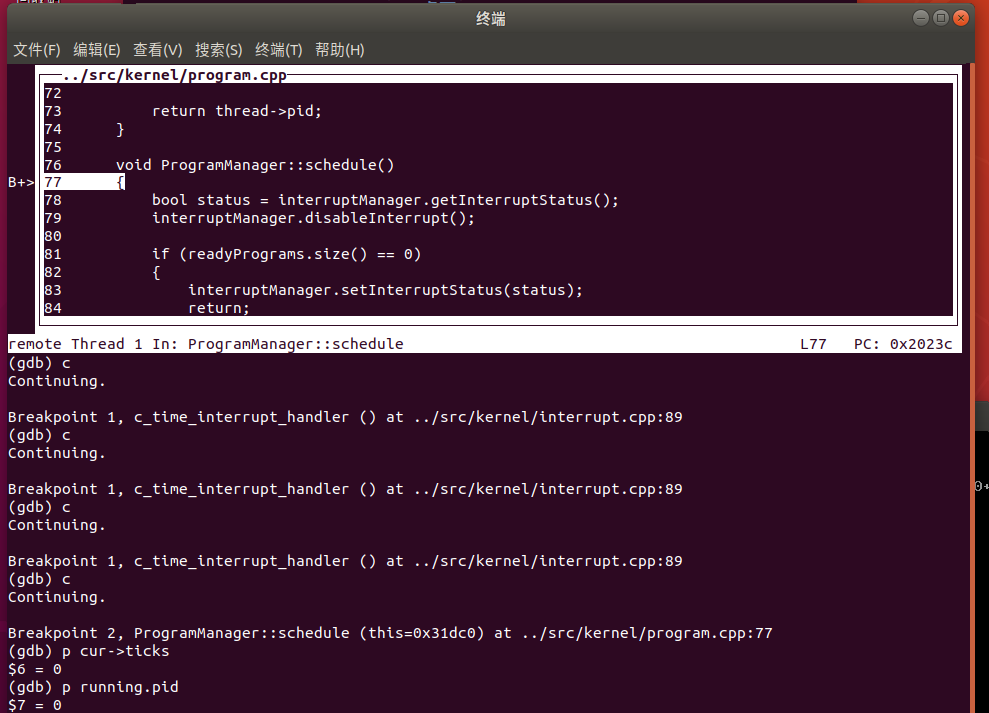 终端
文件(F) 编辑(E) 查看(V) 搜索(S) 终端(T) 帮助(H)
../src/kernel/program.cpp
72
73          return thread->pid;
74      }
75
76      void ProgramManager::schedule()
B+> 77      {
78          bool status = interruptManager.getInterruptStatus();
79          interruptManager.disableInterrupt();
80
81          if (readyPrograms.size() == 0)
82          {
83              interruptManager.setInterruptStatus(status);
84              return;
remote Thread 1 In: ProgramManager::schedule L77 PC: 0x2023c
(gdb) c
Continuing.
Breakpoint 1, c_time_interrupt_handler () at ../src/kernel/interrupt.cpp:89
(gdb) c
Continuing.
Breakpoint 1, c_time_interrupt_handler () at ../src/kernel/interrupt.cpp:89
(gdb) c
Continuing.
Breakpoint 1, c_time_interrupt_handler () at ../src/kernel/interrupt.cpp:89
(gdb) c
Continuing.
Breakpoint 2, ProgramManager::schedule (this=0x31dc0) at ../src/kernel/program.cpp:77
(gdb) p cur->ticks
$6 = 0
(gdb) p running.pid
$7 = 0